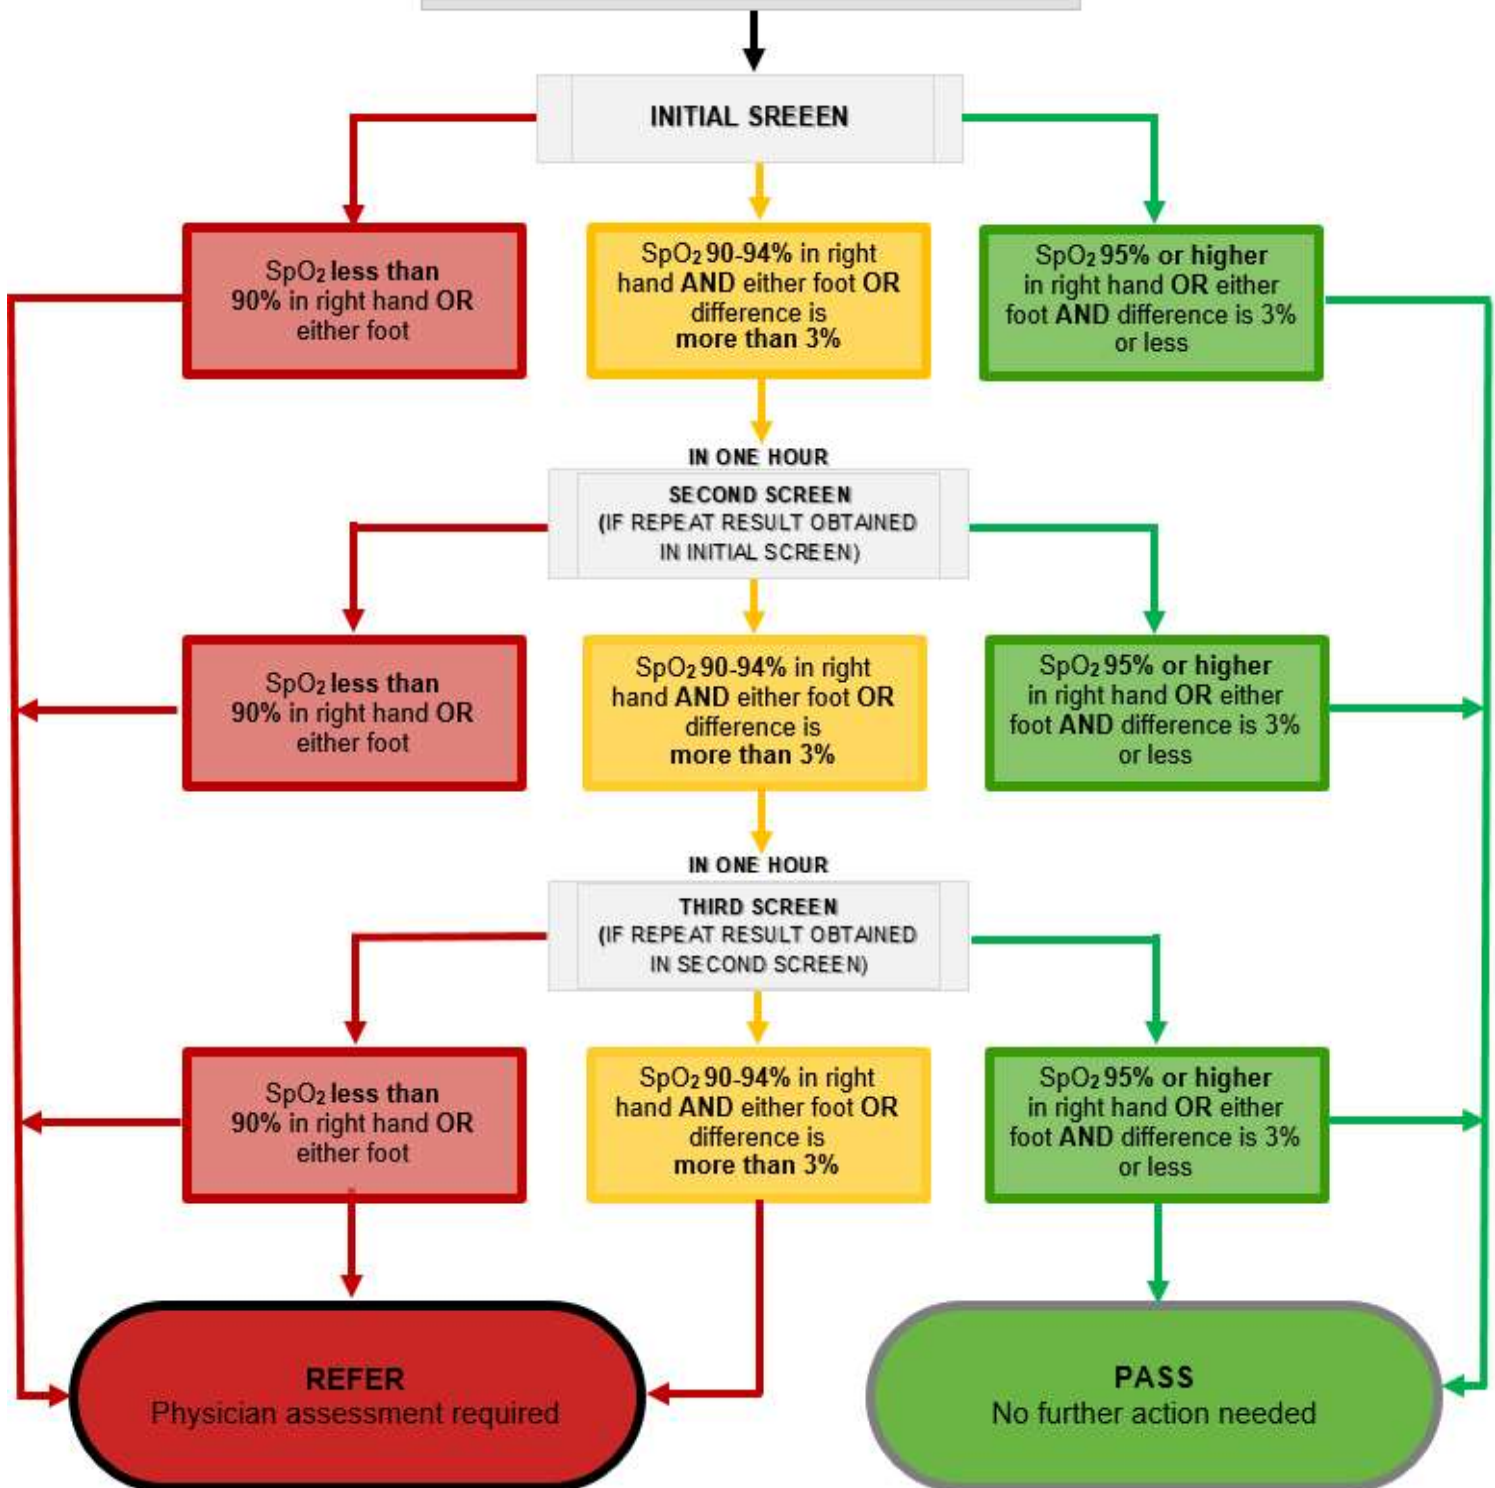 INITIAL SREEEN
SpO₂ less than
90% in right hand OR
either foot
SpO₂ 90-94% in right
hand AND either foot OR
difference is
more than 3%
SpO₂ 95% or higher
in right hand OR either
foot AND difference is 3%
or less
IN ONE HOUR
SECOND SCREEN
(IF REPEAT RESULT OBTAINED
IN INITIAL SCREEN)
SpO₂ less than
90% in right hand OR
either foot
SpO₂ 90-94% in right
hand AND either foot OR
difference is
more than 3%
SpO₂ 95% or higher
in right hand OR either
foot AND difference is 3%
or less
IN ONE HOUR
THIRD SCREEN
(IF REPEAT RESULT OBTAINED
IN SECOND SCREEN)
SpO₂ less than
90% in right hand OR
either foot
SpO₂ 90-94% in right
hand AND either foot OR
difference is
more than 3%
SpO₂ 95% or higher
in right hand OR either
foot AND difference is 3%
or less
REFER
Physician assessment required
PASS
No further action needed